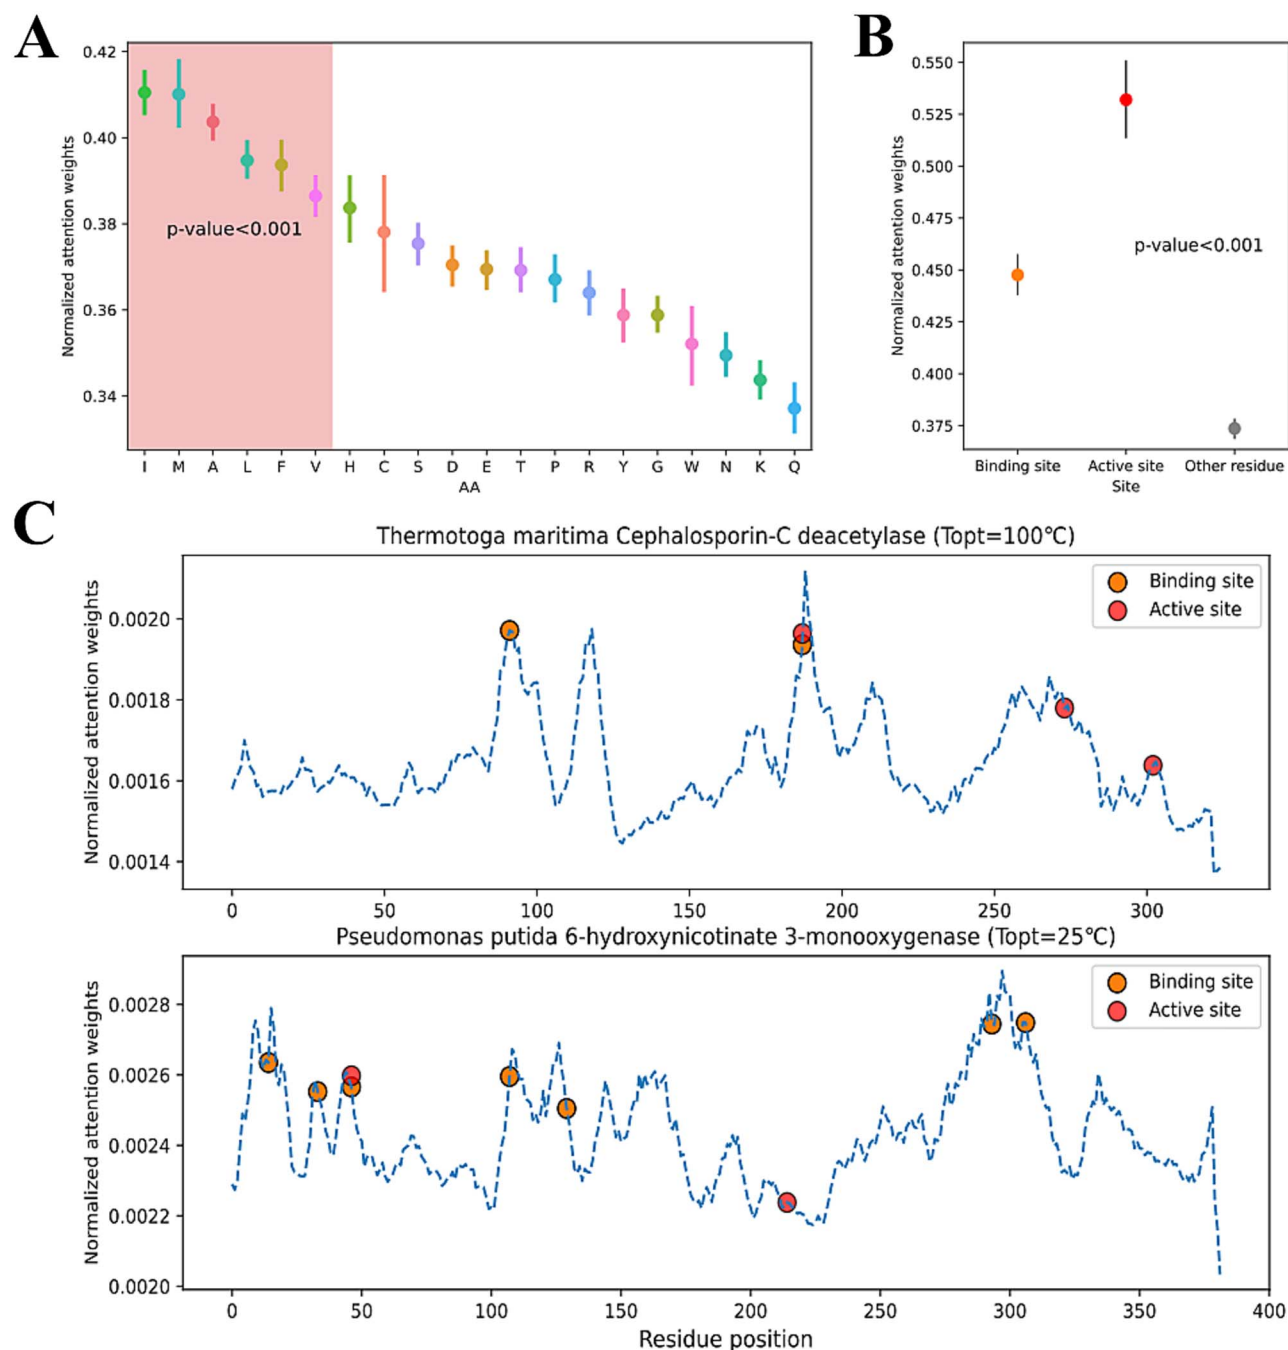 A
Normalized attention weights
0.42
0.40
0.38
0.36
0.34
p-value<0.001
I M A L F V H C S D E T P R Y G W N K Q
AA
B
Normalized attention weights
0.550
0.525
0.500
0.475
0.450
0.425
0.400
0.375
p-value<0.001
Binding site Active site Other residue
Site
C
Thermotoga maritima Cephalosporin-C deacetylase (Topt=100℃)
Normalized attention weights
0.0020
0.0018
0.0016
0.0014
Binding site
Active site
0 50 100 150 200 250 300
Pseudomonas putida 6-hydroxynicotinate 3-monooxygenase (Topt=25℃)
Normalized attention weights
0.0028
0.0026
0.0024
0.0022
0.0020
Binding site
Active site
0 50 100 150 200 250 300 350 400
Residue position